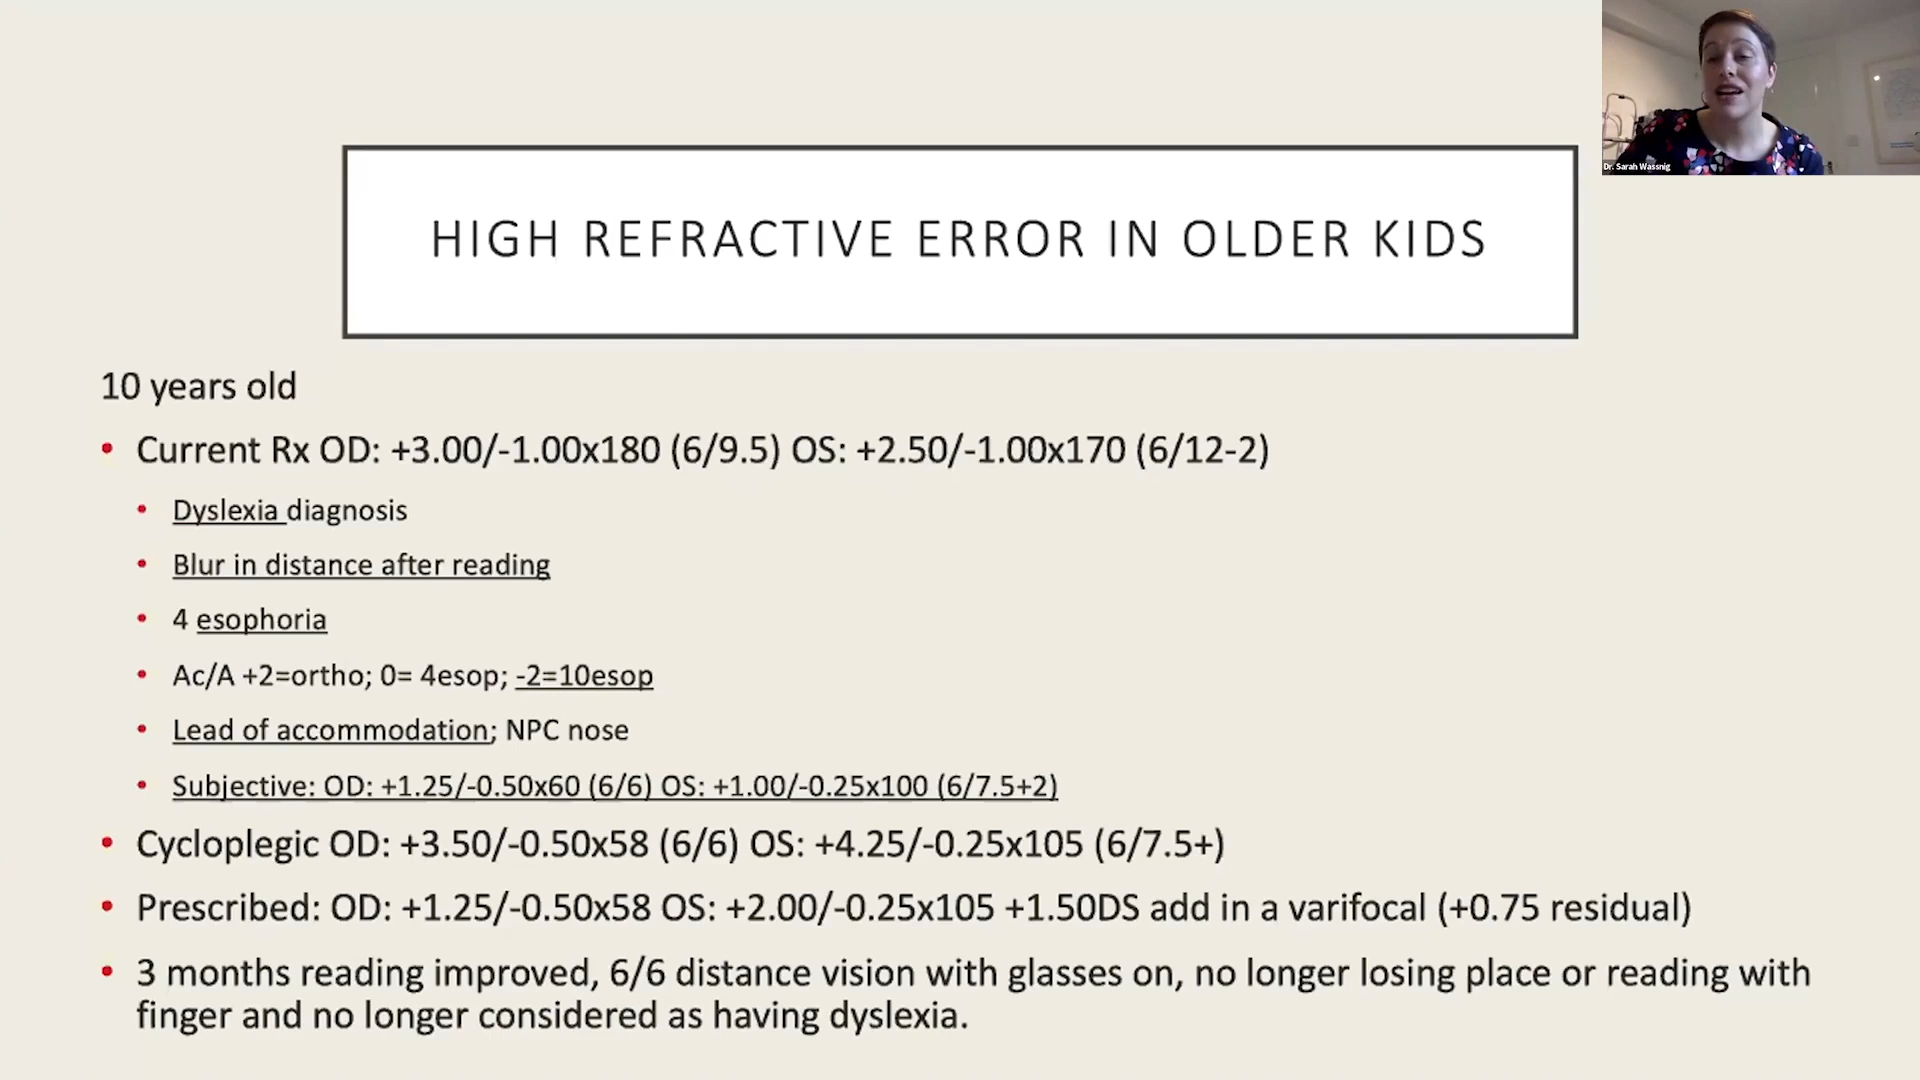 Dr. Sarah Wassnig
HIGH REFRACTIVE ERROR IN OLDER KIDS
10 years old
• Current Rx OD: +3.00/-1.00x180 (6/9.5) OS: +2.50/-1.00x170 (6/12-2)
• Dyslexia diagnosis
• Blur in distance after reading
• 4 esophoria
• Ac/A +2=ortho; 0= 4esop; -2=10esop
• Lead of accommodation; NPC nose
• Subjective: OD: +1.25/-0.50x60 (6/6) OS: +1.00/-0.25x100 (6/7.5+2)
• Cycloplegic OD: +3.50/-0.50x58 (6/6) OS: +4.25/-0.25x105 (6/7.5+)
• Prescribed: OD: +1.25/-0.50x58 OS: +2.00/-0.25x105 +1.50DS add in a varifocal (+0.75 residual)
• 3 months reading improved, 6/6 distance vision with glasses on, no longer losing place or reading with
finger and no longer considered as having dyslexia.